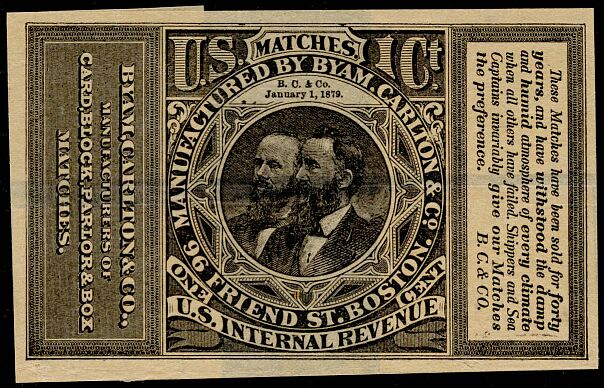 BYAM, CARLTON & CO.,
MANUFACTURERS OF
CARD, BLOCK, PARLOR & BOX
MATCHES.
U.S. MATCHES 1 Ct
MANUFACTURED BY BYAM, CARLTON & Co.
B. C. & Co.
January 1, 1879.
96 FRIEND ST. BOSTON.
ONE CENT
U.S. INTERNAL REVENUE
These Matches have been sold for forty
years, and have withstood the damp
and humid atmosphere of every climate
when all others have failed. Shippers and Sea
Captains invariably give our Matches
the preference. B. C. & CO.